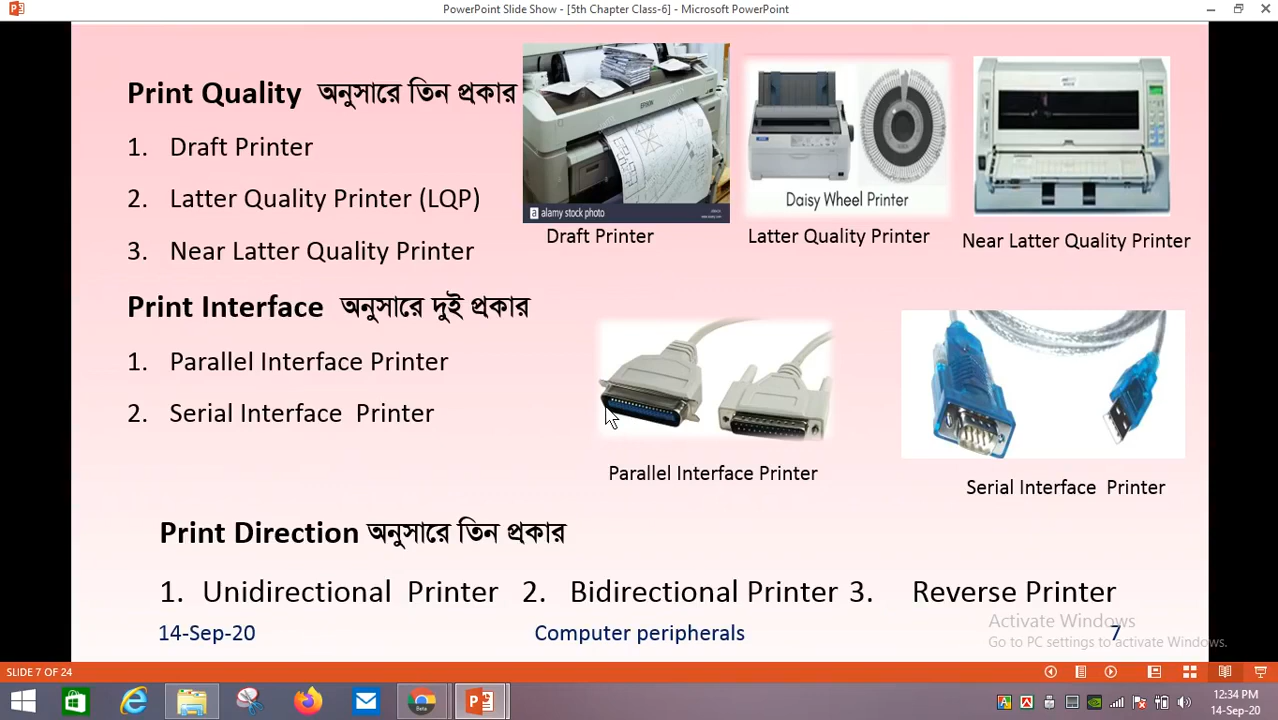 PowerPoint Slide Show - [5th Chapter Class-6] - Microsoft PowerPoint
Print Quality অনুসারে তিন প্রকার
1. Draft Printer
2. Latter Quality Printer (LQP)
3. Near Latter Quality Printer
EPSON
a alamy stock photo
Draft Printer
Daisy Wheel Printer
Latter Quality Printer
Near Latter Quality Printer
Print Interface অনুসারে দুই প্রকার
1. Parallel Interface Printer
2. Serial Interface Printer
Parallel Interface Printer
Serial Interface Printer
Print Direction অনুসারে তিন প্রকার
1. Unidirectional Printer 2. Bidirectional Printer 3. Reverse Printer
14-Sep-20 Computer peripherals 7
Activate Windows
Go to PC settings to activate Windows.
SLIDE 7 OF 24
Beta
12:34 PM
14-Sep-20